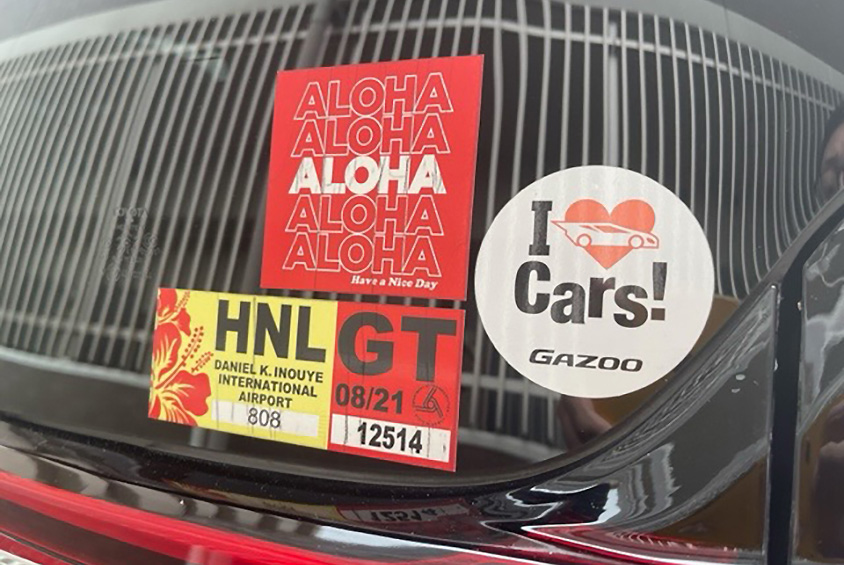 ALOHA
ALOHA
ALOHA
ALOHA
ALOHA
Have a Nice Day
I
Cars!
GAZOO
HNL
DANIEL K. INOUYE
INTERNATIONAL
AIRPORT
808
GT
08/21
12514